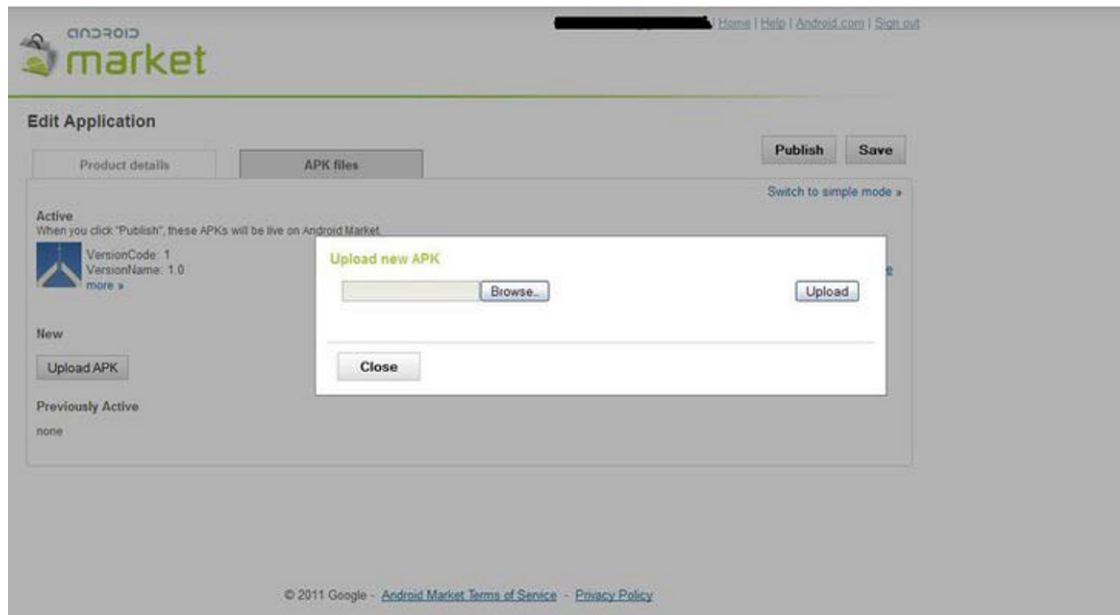 android
market
| Home | Help | Android.com | Sign out
Edit Application
Product details
APK files
Publish
Save
Switch to simple mode »
Active
When you click "Publish", these APKs will be live on Android Market.
VersionCode: 1
VersionName: 1.0
more »
Upload new APK
Browse..
Upload
New
Upload APK
Close
Previously Active
none
© 2011 Google - Android Market Terms of Service - Privacy Policy